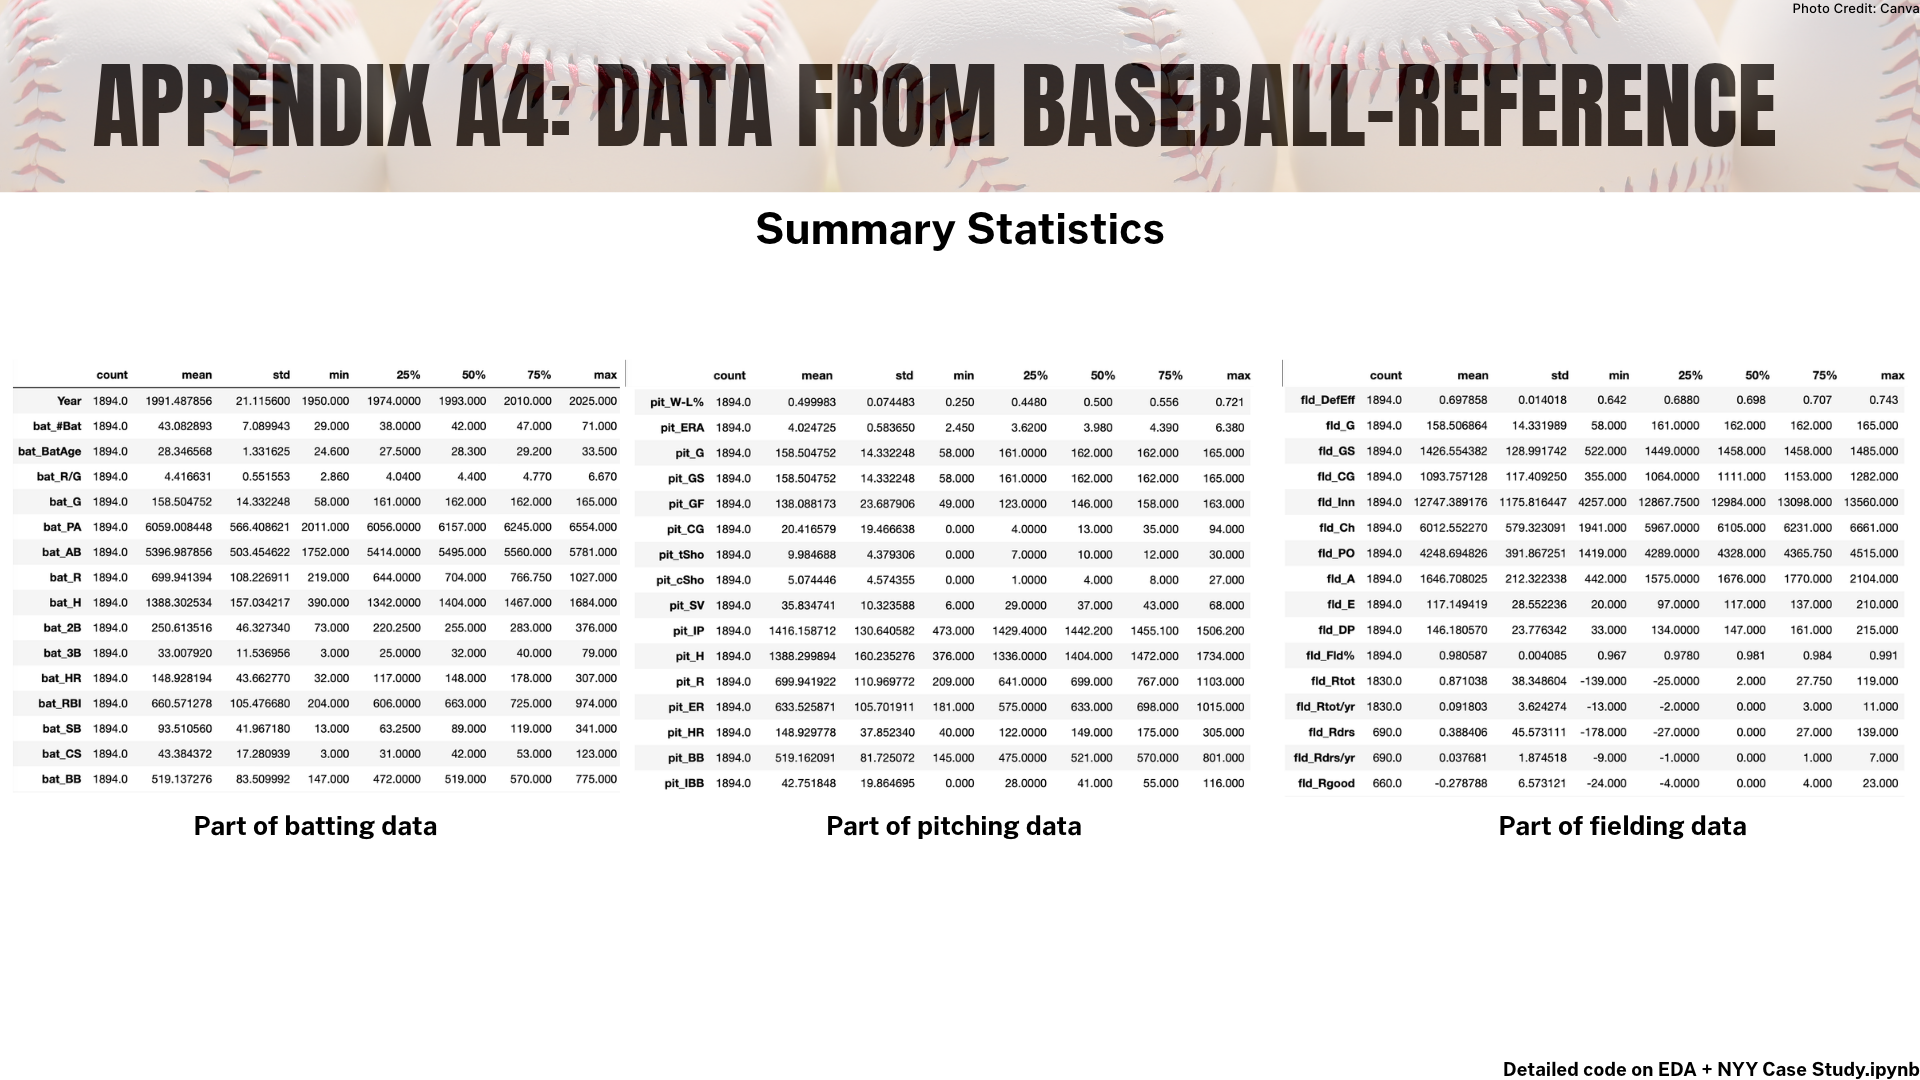 Photo Credit: Canva
APPENDIX A4: DATA FROM BASEBALL-REFERENCE
Summary Statistics
count mean std min 25% 50% 75% max
Year 1894.0 1991.487856 21.115600 1950.000 1974.0000 1993.000 2010.000 2025.000
bat_#Bat 1894.0 43.082893 7.089943 29.000 38.0000 42.000 47.000 71.000
bat_BatAge 1894.0 28.346568 1.331625 24.600 27.5000 28.300 29.200 33.500
bat_R/G 1894.0 4.416631 0.551553 2.860 4.0400 4.400 4.770 6.670
bat_G 1894.0 158.504752 14.332248 58.000 161.0000 162.000 162.000 165.000
bat_PA 1894.0 6059.008448 566.408621 2011.000 6056.0000 6157.000 6245.000 6554.000
bat_AB 1894.0 5396.987856 503.454622 1752.000 5414.0000 5495.000 5560.000 5781.000
bat_R 1894.0 699.941394 108.226911 219.000 644.0000 704.000 766.750 1027.000
bat_H 1894.0 1388.302534 157.034217 390.000 1342.0000 1404.000 1467.000 1684.000
bat_2B 1894.0 250.613516 46.327340 73.000 220.2500 255.000 283.000 376.000
bat_3B 1894.0 33.007920 11.536956 3.000 25.0000 32.000 40.000 79.000
bat_HR 1894.0 148.928194 43.662770 32.000 117.0000 148.000 178.000 307.000
bat_RBI 1894.0 660.571278 105.476680 204.000 606.0000 663.000 725.000 974.000
bat_SB 1894.0 93.510560 41.967180 13.000 63.2500 89.000 119.000 341.000
bat_CS 1894.0 43.384372 17.280939 3.000 31.0000 42.000 53.000 123.000
bat_BB 1894.0 519.137276 83.509992 147.000 472.0000 519.000 570.000 775.000
Part of batting data
count mean std min 25% 50% 75% max
pit_W-L% 1894.0 0.499983 0.074483 0.250 0.4480 0.500 0.556 0.721
pit_ERA 1894.0 4.024725 0.583650 2.450 3.6200 3.980 4.390 6.380
pit_G 1894.0 158.504752 14.332248 58.000 161.0000 162.000 162.000 165.000
pit_GS 1894.0 158.504752 14.332248 58.000 161.0000 162.000 162.000 165.000
pit_GF 1894.0 138.088173 23.687906 49.000 123.0000 146.000 158.000 163.000
pit_CG 1894.0 20.416579 19.466638 0.000 4.0000 13.000 35.000 94.000
pit_tSho 1894.0 9.984688 4.379306 0.000 7.0000 10.000 12.000 30.000
pit_cSho 1894.0 5.074446 4.574355 0.000 1.0000 4.000 8.000 27.000
pit_SV 1894.0 35.834741 10.323588 6.000 29.0000 37.000 43.000 68.000
pit_IP 1894.0 1416.158712 130.640582 473.000 1429.4000 1442.200 1455.100 1506.200
pit_H 1894.0 1388.299894 160.235276 376.000 1336.0000 1404.000 1472.000 1734.000
pit_R 1894.0 699.941922 110.969772 209.000 641.0000 699.000 767.000 1103.000
pit_ER 1894.0 633.525871 105.701911 181.000 575.0000 633.000 698.000 1015.000
pit_HR 1894.0 148.929778 37.852340 40.000 122.0000 149.000 175.000 305.000
pit_BB 1894.0 519.162091 81.725072 145.000 475.0000 521.000 570.000 801.000
pit_IBB 1894.0 42.751848 19.864695 0.000 28.0000 41.000 55.000 116.000
Part of pitching data
count mean std min 25% 50% 75% max
fld_DefEff 1894.0 0.697858 0.014018 0.642 0.6880 0.698 0.707 0.743
fld_G 1894.0 158.506864 14.331989 58.000 161.0000 162.000 162.000 165.000
fld_GS 1894.0 1426.554382 128.991742 522.000 1449.0000 1458.000 1458.000 1485.000
fld_CG 1894.0 1093.757128 117.409250 355.000 1064.0000 1111.000 1153.000 1282.000
fld_Inn 1894.0 12747.389176 1175.816447 4257.000 12867.7500 12984.000 13098.000 13560.000
fld_Ch 1894.0 6012.552270 579.323091 1941.000 5967.0000 6105.000 6231.000 6661.000
fld_PO 1894.0 4248.694826 391.867251 1419.000 4289.0000 4328.000 4365.750 4515.000
fld_A 1894.0 1646.708025 212.322338 442.000 1575.0000 1676.000 1770.000 2104.000
fld_E 1894.0 117.149419 28.552236 20.000 97.0000 117.000 137.000 210.000
fld_DP 1894.0 146.180570 23.776342 33.000 134.0000 147.000 161.000 215.000
fld_Fld% 1894.0 0.980587 0.004085 0.967 0.9780 0.981 0.984 0.991
fld_Rtot 1830.0 0.871038 38.348604 -139.000 -25.0000 2.000 27.750 119.000
fld_Rtot/yr 1830.0 0.091803 3.624274 -13.000 -2.0000 0.000 3.000 11.000
fld_Rdrs 690.0 0.388406 45.573111 -178.000 -27.0000 0.000 27.000 139.000
fld_Rdrs/yr 690.0 0.037681 1.874518 -9.000 -1.0000 0.000 1.000 7.000
fld_Rgood 660.0 -0.278788 6.573121 -24.000 -4.0000 0.000 4.000 23.000
Part of fielding data
Detailed code on EDA + NYY Case Study.ipynb